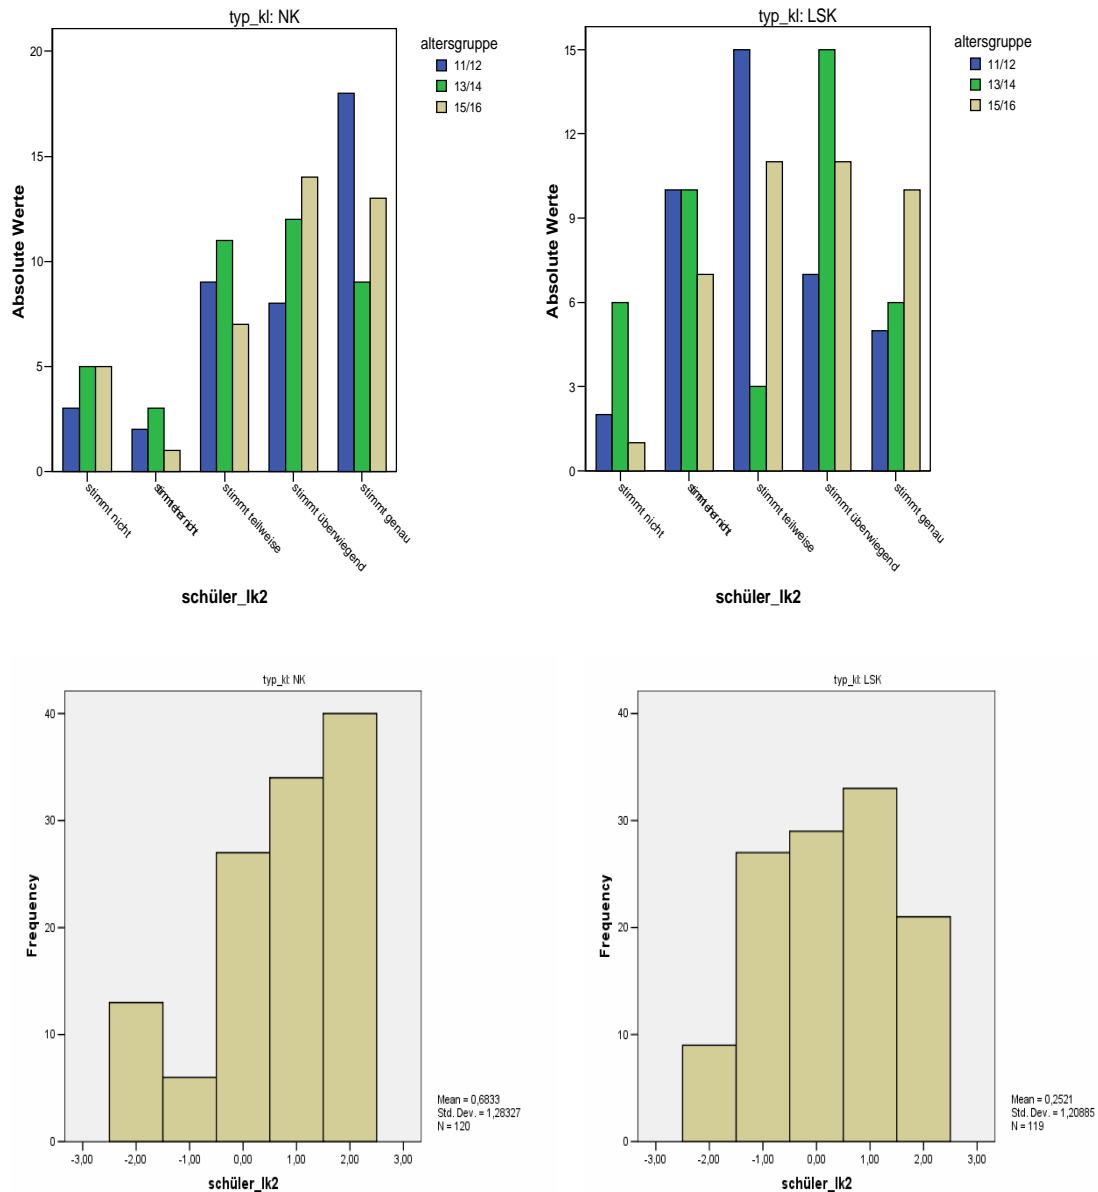 typ_kl: NK
altersgruppe
11/12
13/14
15/16
Absolute Werte
20
15
10
5
0
stimmt nicht
stimmt teilweise
stimmt überwiegend
stimmt genau
schüler_lk2
typ_kl: LSK
altersgruppe
11/12
13/14
15/16
Absolute Werte
15
12
9
6
3
0
stimmt nicht
stimmt teilweise
stimmt überwiegend
stimmt genau
schüler_lk2
typ_kl: NK
Frequency
40
30
20
10
0
-3,00 -2,00 -1,00 0,00 1,00 2,00 3,00
schüler_lk2
Mean = 0,6833
Std. Dev. = 1,28327
N = 120
typ_kl: LSK
Frequency
40
30
20
10
0
-3,00 -2,00 -1,00 0,00 1,00 2,00 3,00
schüler_lk2
Mean = 0,2521
Std. Dev. = 1,20885
N = 119